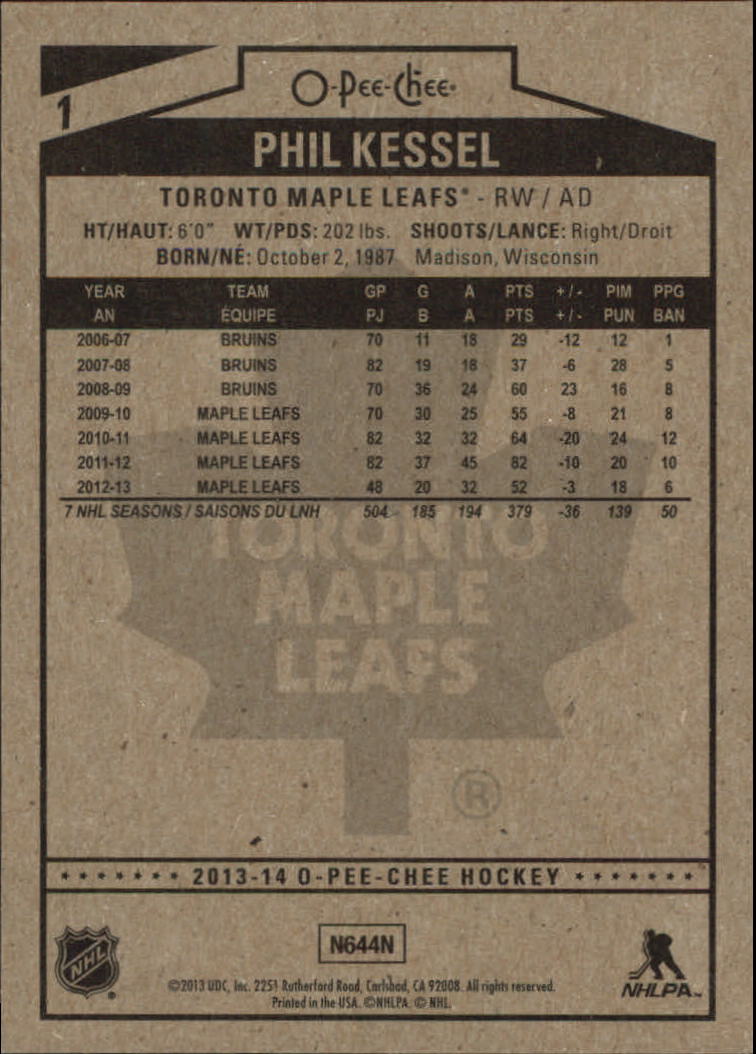 O-Pee-Chee
1
PHIL KESSEL
TORONTO MAPLE LEAFS® - RW / AD
HT/HAUT: 6'0" WT/PDS: 202 lbs. SHOOTS/LANCE: Right/Droit
BORN/NÉ: October 2, 1987 Madison, Wisconsin
YEAR TEAM GP G A PTS +/- PIM PPG
AN ÉQUIPE PJ B A PTS +/- PUN BAN
2006-07 BRUINS 70 11 18 29 -12 12 1
2007-08 BRUINS 82 19 18 37 -6 28 5
2008-09 BRUINS 70 36 24 60 23 16 8
2009-10 MAPLE LEAFS 70 30 25 55 -8 21 8
2010-11 MAPLE LEAFS 82 32 32 64 -20 24 12
2011-12 MAPLE LEAFS 82 37 45 82 -10 20 10
2012-13 MAPLE LEAFS 48 20 32 52 -3 18 6
7 NHL SEASONS / SAISONS DU LNH 504 185 194 379 -36 139 50
TORONTO
MAPLE
LEAFS
®
2013-14 O-PEE-CHEE HOCKEY
NHL
®
N644N
NHLPA™
©2013 UDC, Inc. 2251 Rutherford Road, Carlsbad, CA 92008. All rights reserved.
Printed in the USA. ©NHLPA. © NHL.